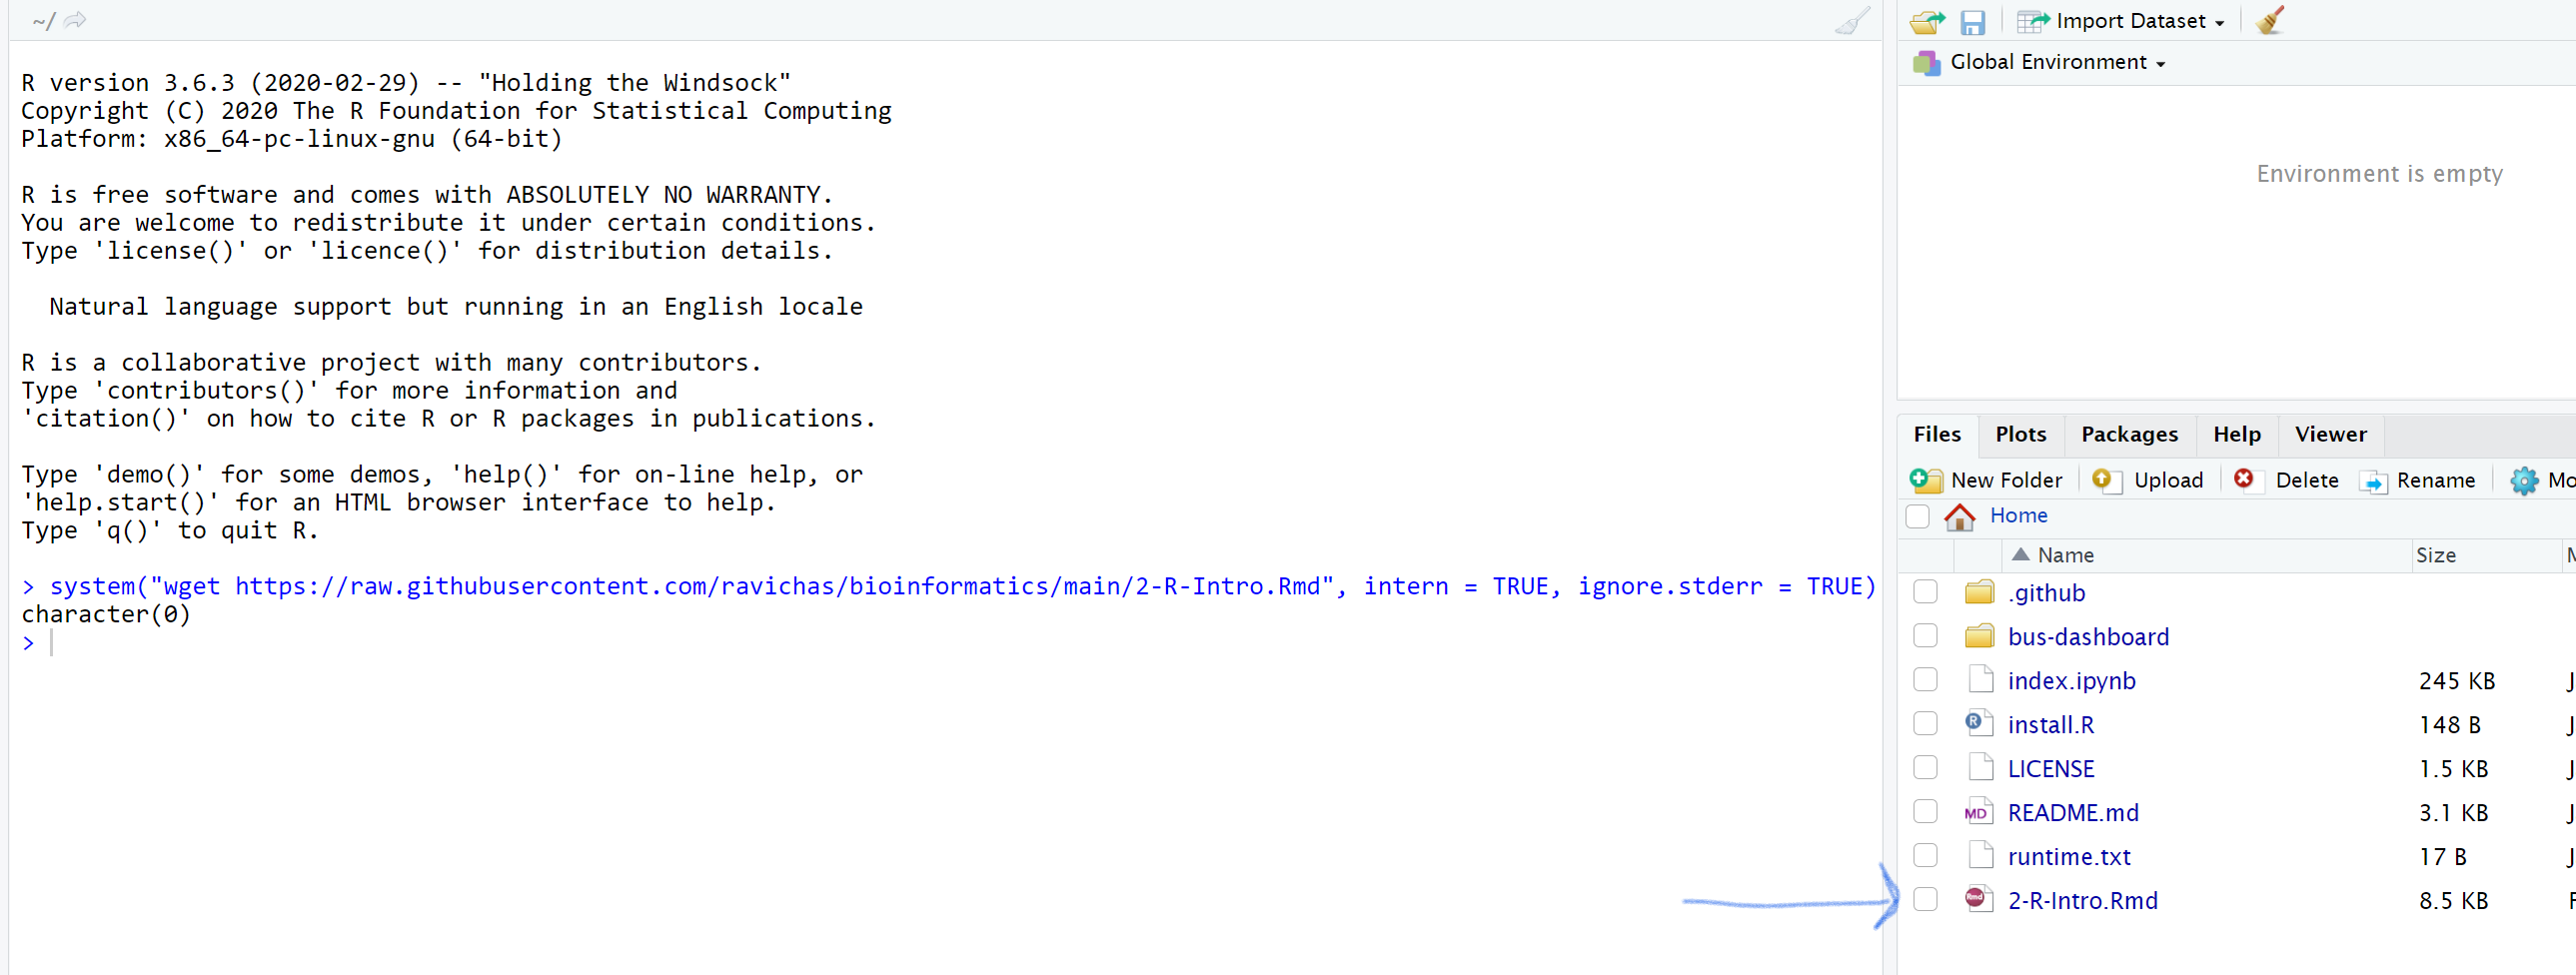 ~/
R version 3.6.3 (2020-02-29) -- "Holding the Windsock"
Copyright (C) 2020 The R Foundation for Statistical Computing
Platform: x86_64-pc-linux-gnu (64-bit)
R is free software and comes with ABSOLUTELY NO WARRANTY.
You are welcome to redistribute it under certain conditions.
Type 'license()' or 'licence()' for distribution details.
Natural language support but running in an English locale
R is a collaborative project with many contributors.
Type 'contributors()' for more information and
'citation()' on how to cite R or R packages in publications.
Type 'demo()' for some demos, 'help()' for on-line help, or
'help.start()' for an HTML browser interface to help.
Type 'q()' to quit R.
> system("wget https://raw.githubusercontent.com/ravichas/bioinformatics/main/2-R-Intro.Rmd", intern = TRUE, ignore.stderr = TRUE)
character(0)
>
Import Dataset
Global Environment
Environment is empty
Files Plots Packages Help Viewer
New Folder Upload Delete Rename Mo
Home
Name Size
.github
bus-dashboard
index.ipynb 245 KB J
R install.R 148 B J
LICENSE 1.5 KB J
MD README.md 3.1 KB J
runtime.txt 17 B J
Rmd 2-R-Intro.Rmd 8.5 KB F